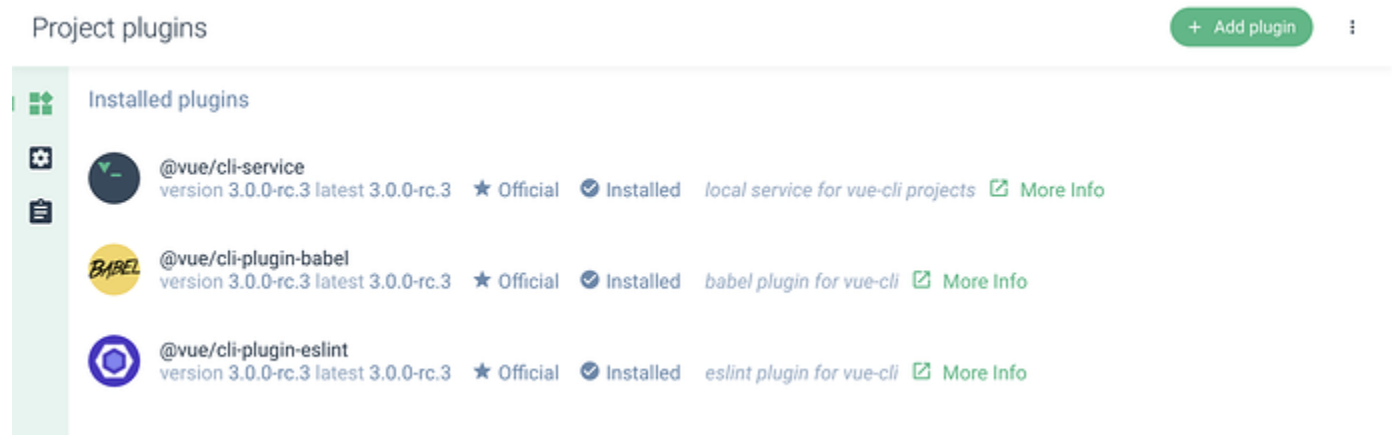 Project plugins
+ Add plugin
Installed plugins
@vue/cli-service
version 3.0.0-rc.3 latest 3.0.0-rc.3 Official Installed local service for vue-cli projects More Info
BABEL
@vue/cli-plugin-babel
version 3.0.0-rc.3 latest 3.0.0-rc.3 Official Installed babel plugin for vue-cli More Info
@vue/cli-plugin-eslint
version 3.0.0-rc.3 latest 3.0.0-rc.3 Official Installed eslint plugin for vue-cli More Info